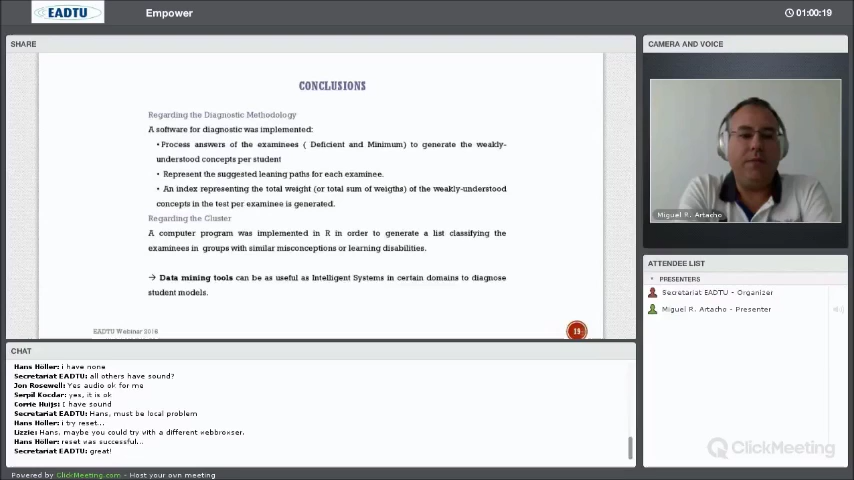 EADTU
Empower
01:00:19
SHARE
CONCLUSIONS
Regarding the Diagnostic Methodology
A software for diagnostic was implemented:
•Process answers of the examinees ( Deficient and Minimum) to generate the weakly-
understood concepts per student
• Represent the suggested leaning paths for each examinee.
• An index representing the total weight (or total sum of weigths) of the weakly-understood
concepts in the test per examinee is generated.
Regarding the Cluster
A computer program was implemented in R in order to generate a list classifying the
examinees in groups with similar misconceptions or learning disabilities.
→ Data mining tools can be as useful as Intelligent Systems in certain domains to diagnose
student models.
EADTU Webinar 2016
19
CAMERA AND VOICE
Miguel R. Artacho
ATTENDEE LIST
PRESENTERS
Secretariat EADTU - Organizer
Miguel R. Artacho - Presenter
CHAT
Hans Höller: i have none
Secretariat EADTU: all others have sound?
Jon Rosewell: Yes audio ok for me
Serpil Kocdar: yes, it is ok
Corrie Huijs: I have sound
Secretariat EADTU: Hans, must be local problem
Hans Höller: i try reset...
Lizzie: Hans, maybe you could try with a different webbrowser.
Hans Höller: reset was successful...
Secretariat EADTU: great!
ClickMeeting
Powered by ClickMeeting.com - Host your own meeting